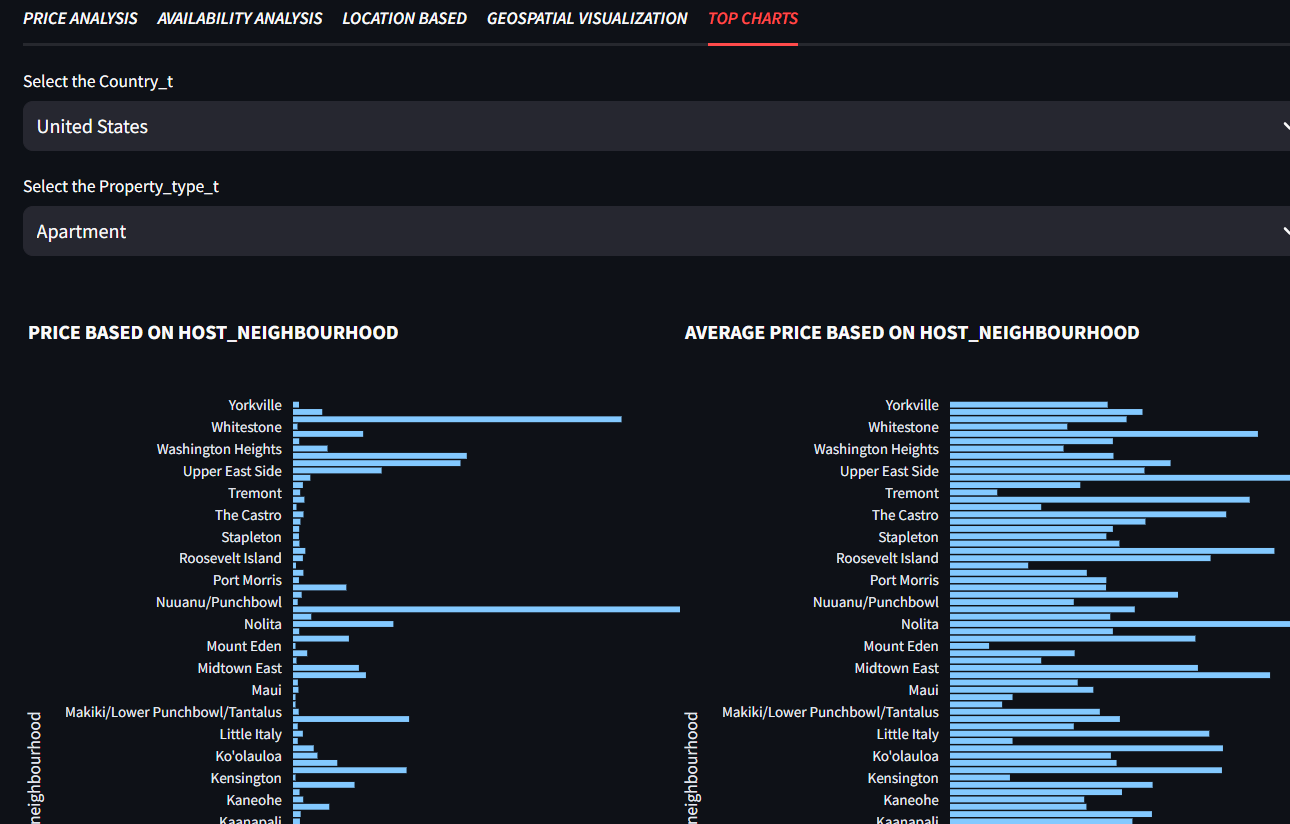 PRICE ANALYSIS AVAILABILITY ANALYSIS LOCATION BASED GEOSPATIAL VISUALIZATION TOP CHARTS
Select the Country_t
United States
Select the Property_type_t
Apartment
PRICE BASED ON HOST_NEIGHBOURHOOD
Yorkville
Whitestone
Washington Heights
Upper East Side
Tremont
The Castro
Stapleton
Roosevelt Island
Port Morris
Nuuanu/Punchbowl
Nolita
Mount Eden
Midtown East
Maui
Makiki/Lower Punchbowl/Tantalus
Little Italy
Ko'olauloa
Kensington
Kaneohe
Kaanapali
neighbourhood
AVERAGE PRICE BASED ON HOST_NEIGHBOURHOOD
Yorkville
Whitestone
Washington Heights
Upper East Side
Tremont
The Castro
Stapleton
Roosevelt Island
Port Morris
Nuuanu/Punchbowl
Nolita
Mount Eden
Midtown East
Maui
Makiki/Lower Punchbowl/Tantalus
Little Italy
Ko'olauloa
Kensington
Kaneohe
Kaanapali
neighbourhood